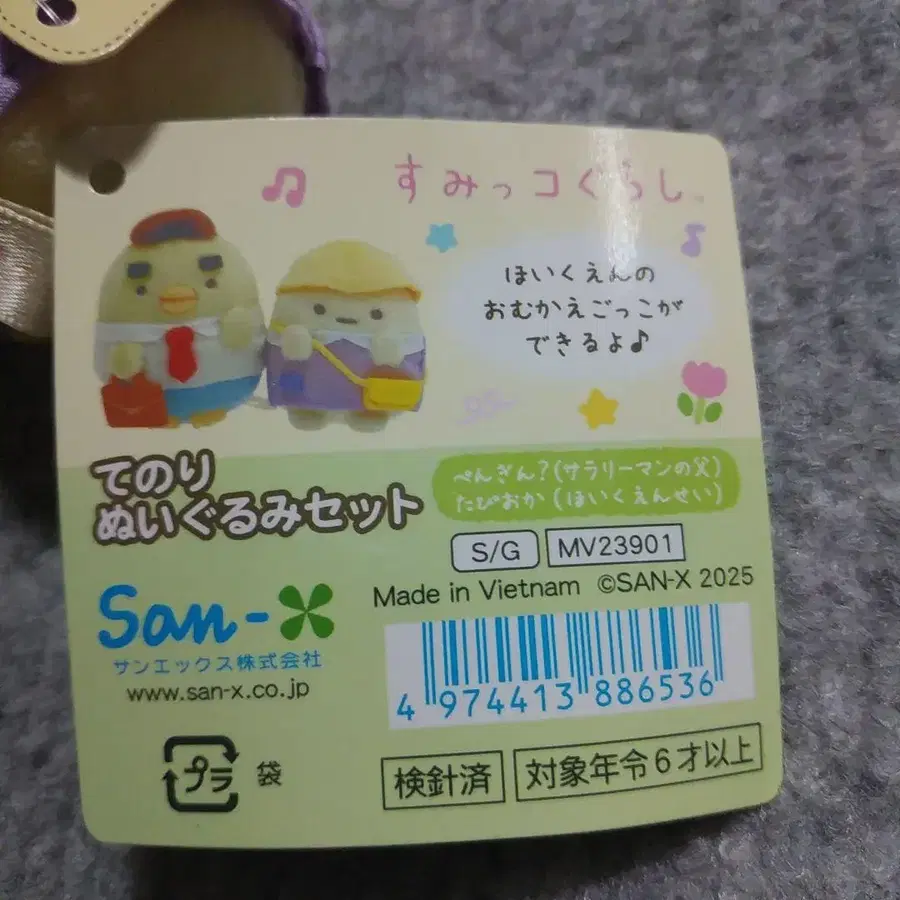 すみっコぐらし™
ほいくえんの
おむかえごっこが
できるよ♪
てのり
ぬいぐるみセット
ぺんぎん?(サラリーマンの父)
たぴおか(ほいくえんせい)
S/G MV23901
Made in Vietnam ©SAN-X 2025
San-X
サンエックス株式会社
www.san-x.co.jp
4 974413 886536
プラ 袋
検針済 対象年令6才以上